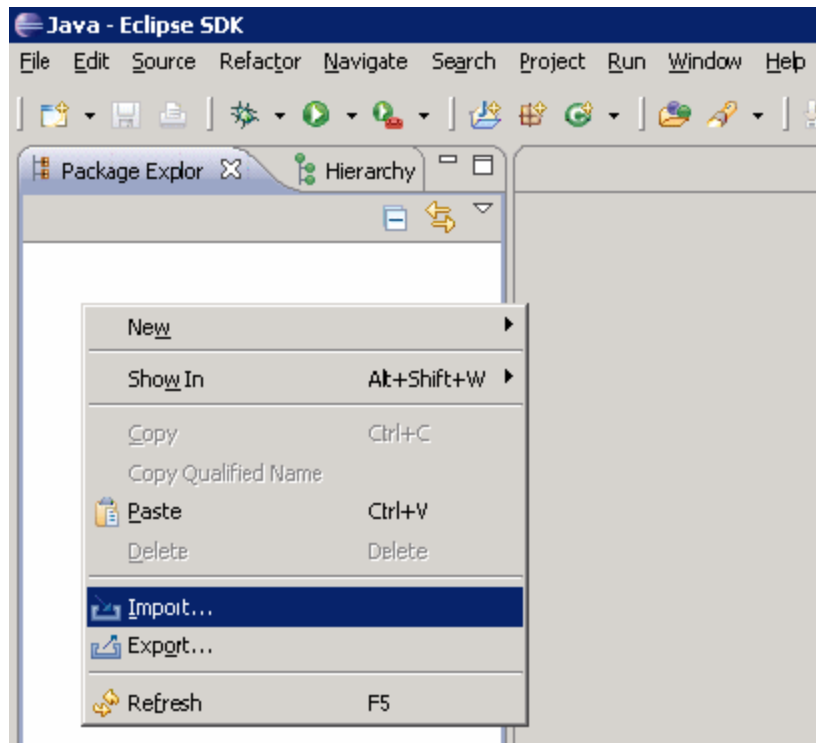 Java - Eclipse SDK
File Edit Source Refactor Navigate Search Project Run Window Help
Package Explor Hierarchy
New
Show In Alt+Shift+W
Copy Ctrl+C
Copy Qualified Name
Paste Ctrl+V
Delete Delete
Import...
Export...
Refresh F5